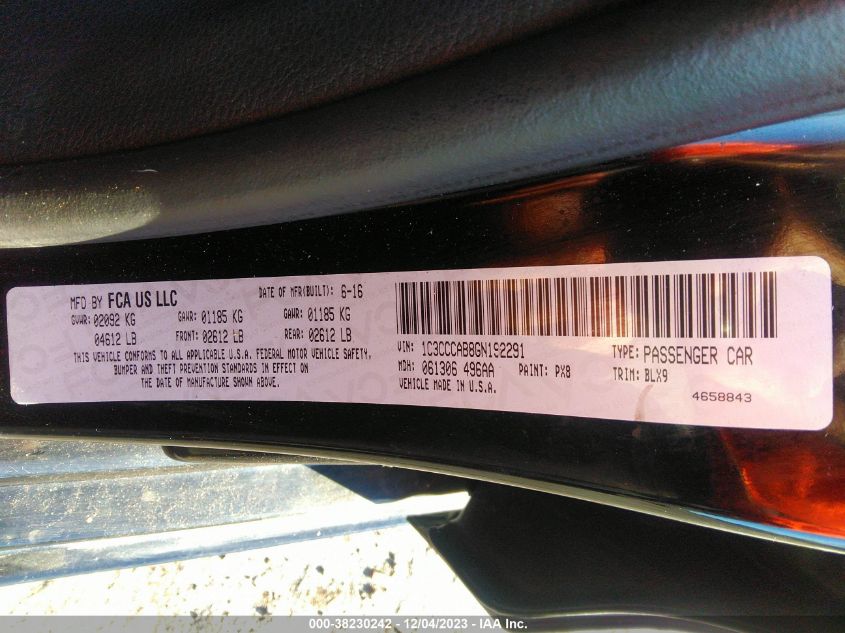 MFD BY FCA US LLC DATE OF MFR(BUILT): 6-16
GVWR: 02092 KG GAWR: 01185 KG GAWR: 01185 KG
04612 LB FRONT: 02612 LB REAR: 02612 LB
THIS VEHICLE CONFORMS TO ALL APPLICABLE U.S.A. FEDERAL MOTOR VEHICLE SAFETY,
BUMPER AND THEFT PREVENTION STANDARDS IN EFFECT ON
THE DATE OF MANUFACTURE SHOWN ABOVE.
VIN: 1C3CCCAB8GN192291 TYPE: PASSENGER CAR
MDH: 061306 496AA PAINT: PX8 TRIM: BLX9
VEHICLE MADE IN U.S.A.
4658843
000-38230242 - 12/04/2023 - IAA Inc.